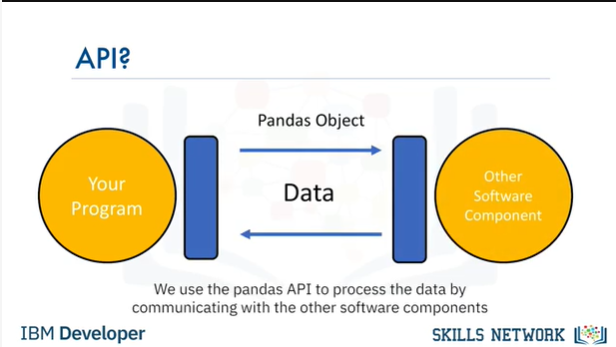 API?
Pandas Object
Your
Program
Data
Other
Software
Component
We use the pandas API to process the data by
communicating with the other software components
IBM Developer
SKILLS NETWORK